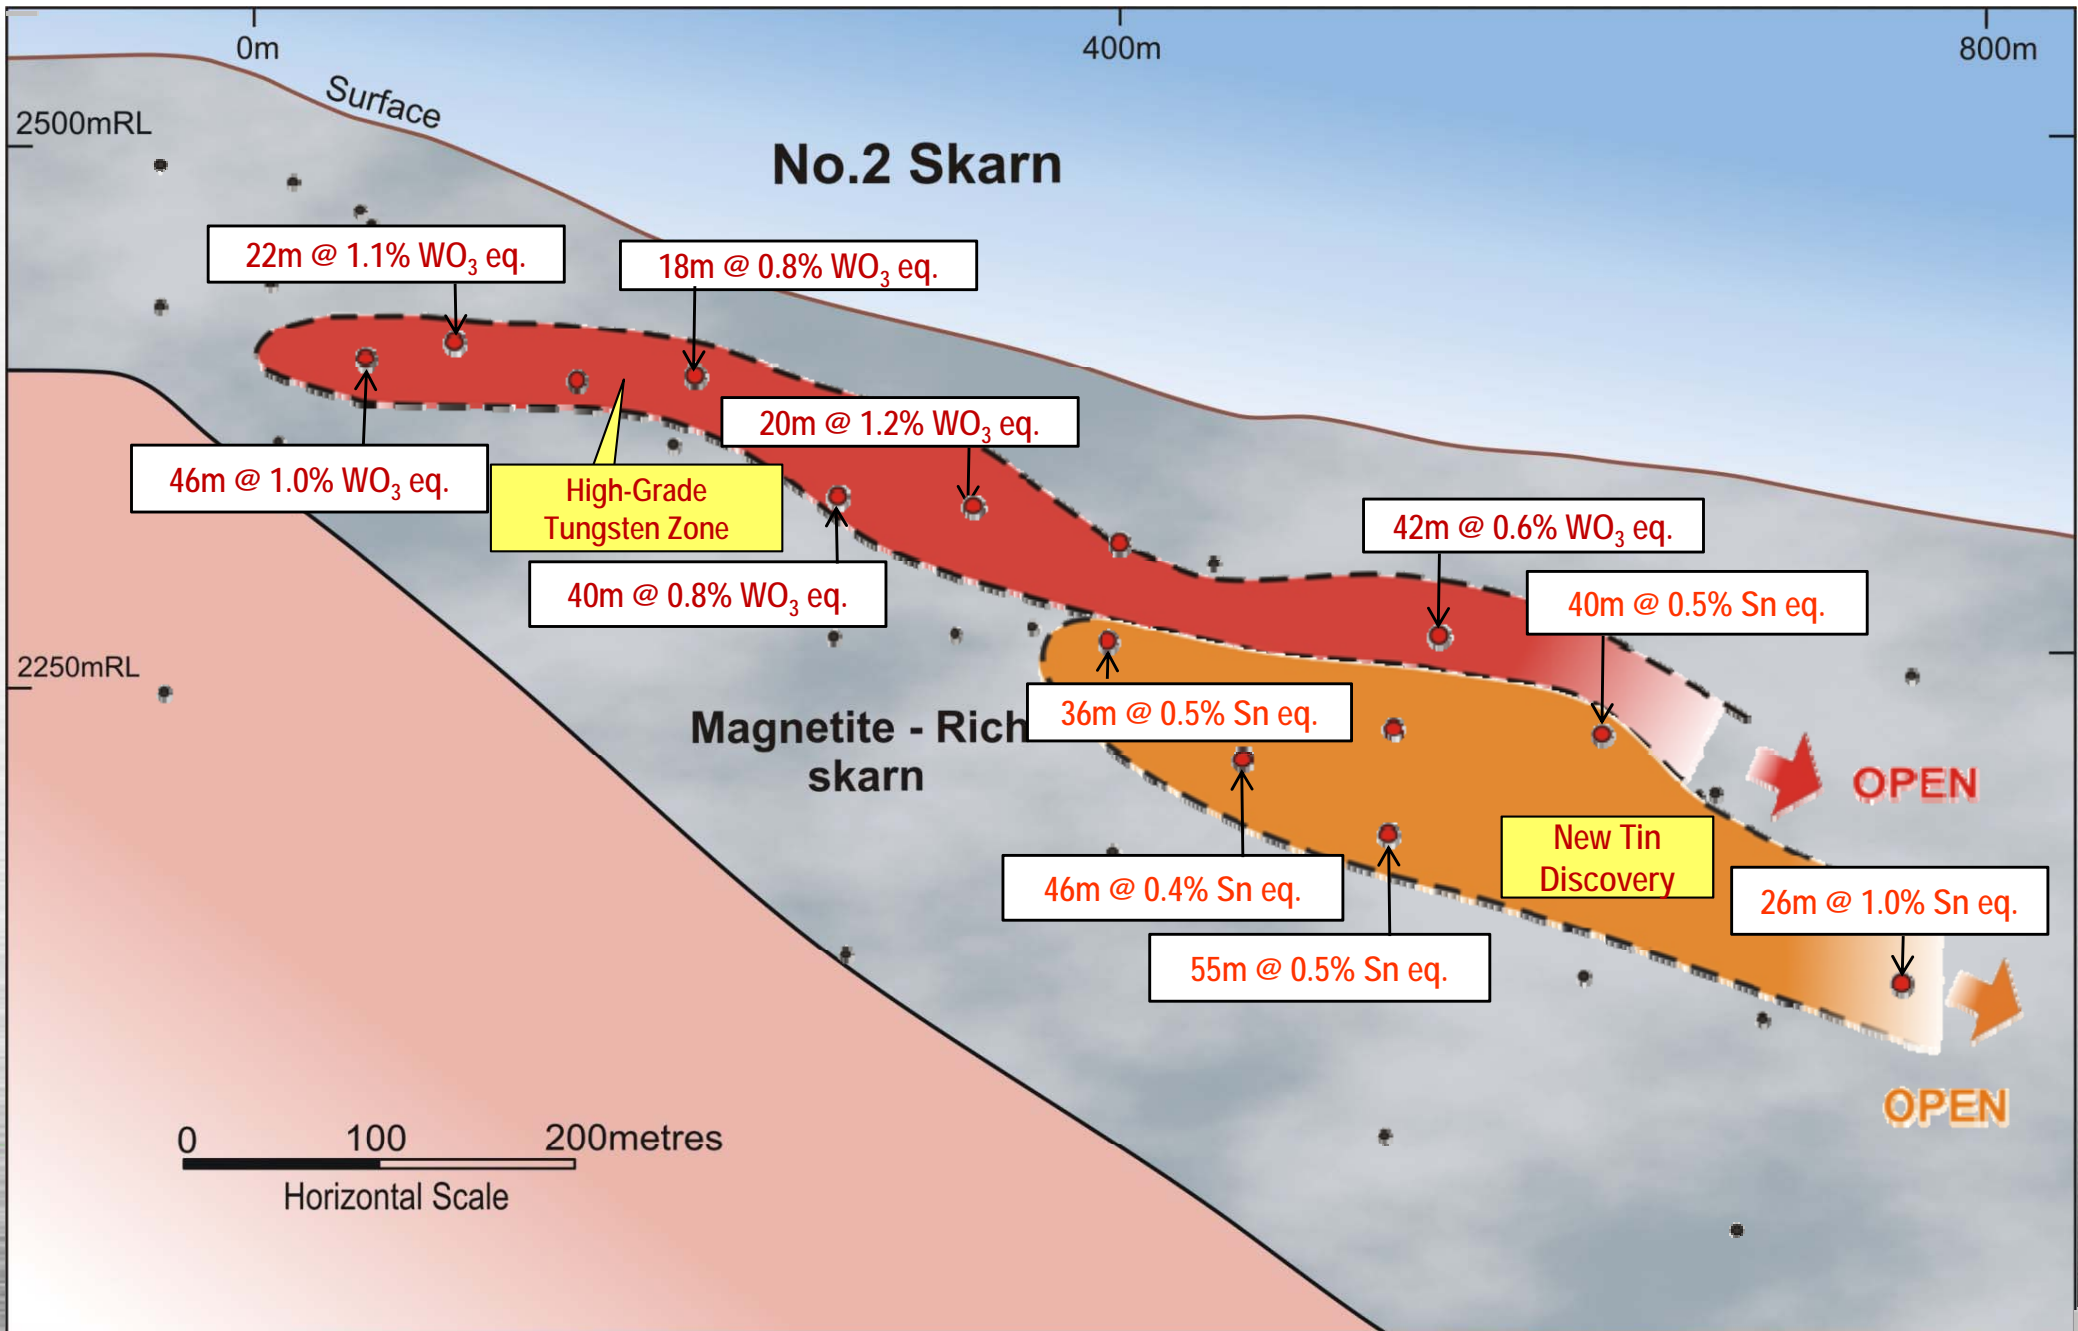 0m
400m
800m
Surface
2500mRL
No.2 Skarn
22m @ 1.1% WO₃ eq.
18m @ 0.8% WO₃ eq.
20m @ 1.2% WO₃ eq.
46m @ 1.0% WO₃ eq.
High-Grade
Tungsten Zone
42m @ 0.6% WO₃ eq.
40m @ 0.8% WO₃ eq.
40m @ 0.5% Sn eq.
2250mRL
36m @ 0.5% Sn eq.
Magnetite - Rich
skarn
OPEN
New Tin
Discovery
46m @ 0.4% Sn eq.
26m @ 1.0% Sn eq.
55m @ 0.5% Sn eq.
OPEN
0 100 200metres
Horizontal Scale